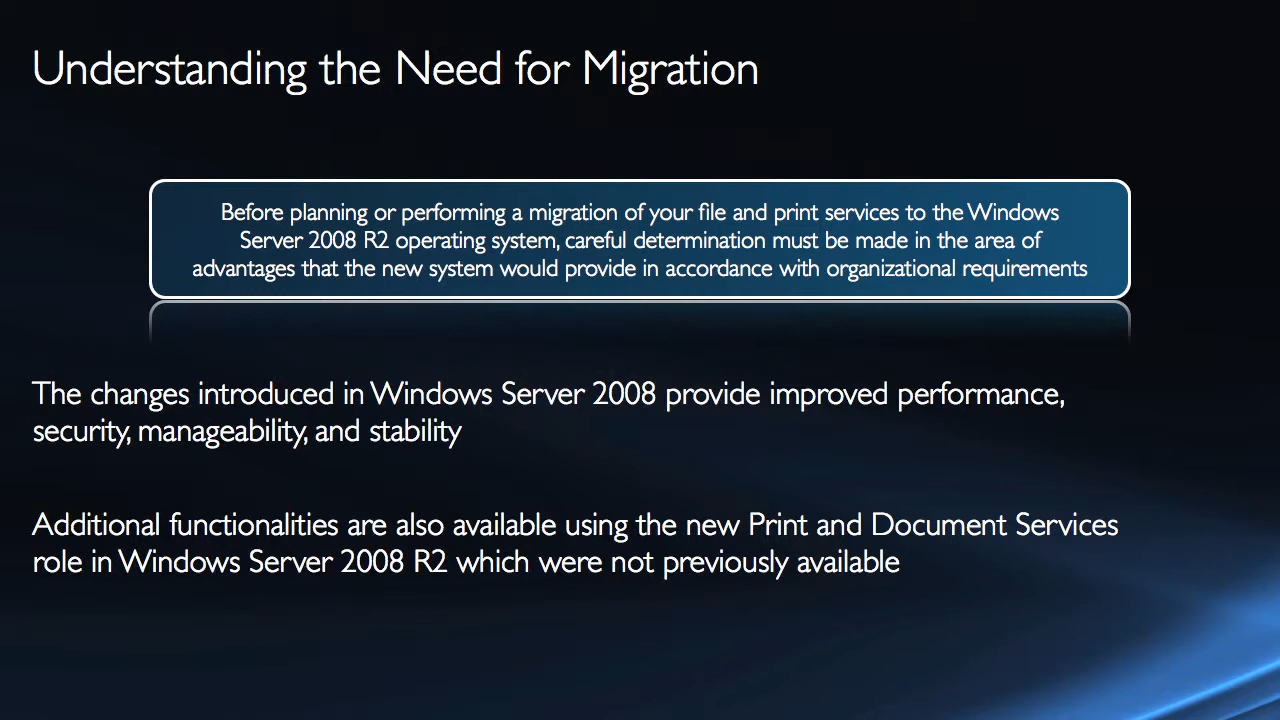 Understanding the Need for Migration
Before planning or performing a migration of your file and print services to the Windows
Server 2008 R2 operating system, careful determination must be made in the area of
advantages that the new system would provide in accordance with organizational requirements
The changes introduced in Windows Server 2008 provide improved performance,
security, manageability, and stability
Additional functionalities are also available using the new Print and Document Services
role in Windows Server 2008 R2 which were not previously available